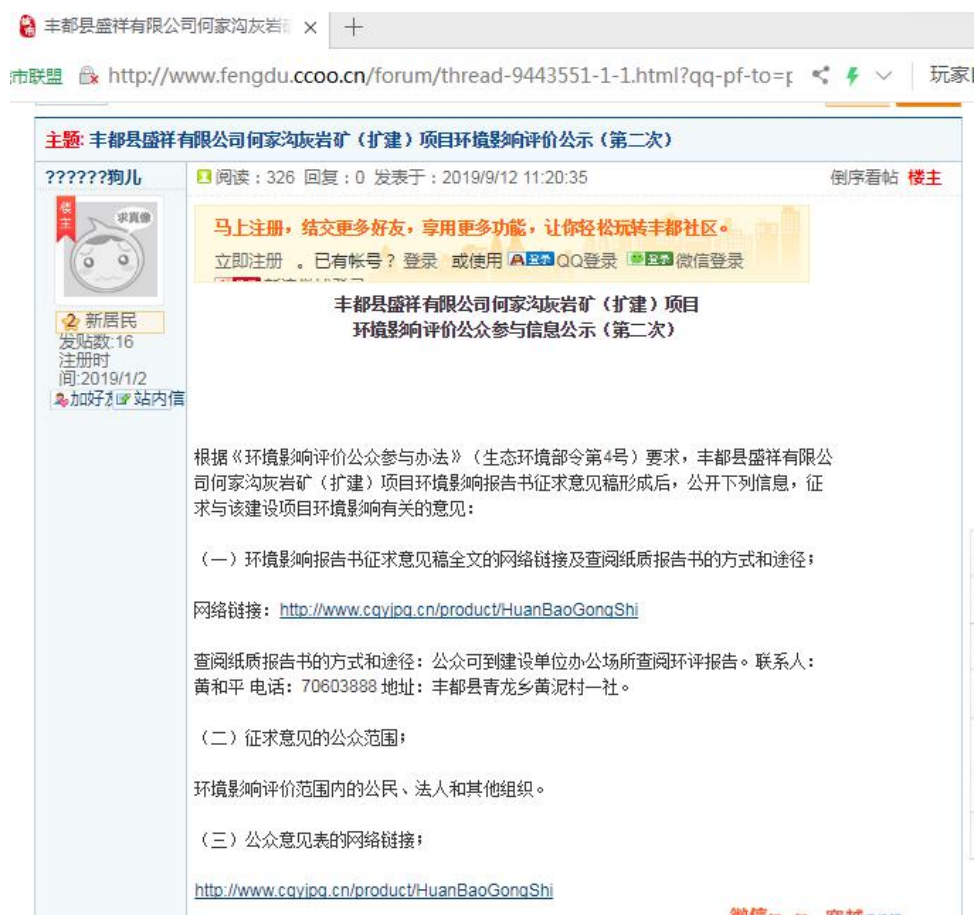 丰都县盛祥有限公司何家沟灰岩
市联盟 http://www.fengdu.ccoo.cn/forum/thread-9443551-1-1.html?qq-pf-to=p 玩家
主题: 丰都县盛祥有限公司何家沟灰岩矿（扩建）项目环境影响评价公示（第二次）
??????狗儿 阅读：326 回复：0 发表于：2019/9/12 11:20:35 倒序看帖 楼主
楼主
求真像
马上注册，结交更多好友，享用更多功能，让你轻松玩转丰都社区。
立即注册 。已有帐号？登录 或使用 登录 QQ登录 登录 微信登录
丰都县盛祥有限公司何家沟灰岩矿（扩建）项目
环境影响评价公众参与信息公示（第二次）
2 新居民
发贴数:16
注册时
间:2019/1/2
加好友 站内信
根据《环境影响评价公众参与办法》（生态环境部令第4号）要求，丰都县盛祥有限公
司何家沟灰岩矿（扩建）项目环境影响报告书征求意见稿形成后，公开下列信息，征
求与该建设项目环境影响有关的意见：
（一）环境影响报告书征求意见稿全文的网络链接及查阅纸质报告书的方式和途径；
网络链接：http://www.cqyjpg.cn/product/HuanBaoGongShi
查阅纸质报告书的方式和途径：公众可到建设单位办公场所查阅环评报告。联系人：
黄和平 电话：70603888 地址：丰都县青龙乡黄泥村一社。
（二）征求意见的公众范围；
环境影响评价范围内的公民、法人和其他组织。
（三）公众意见表的网络链接；
http://www.cqyjpg.cn/product/HuanBaoGongShi